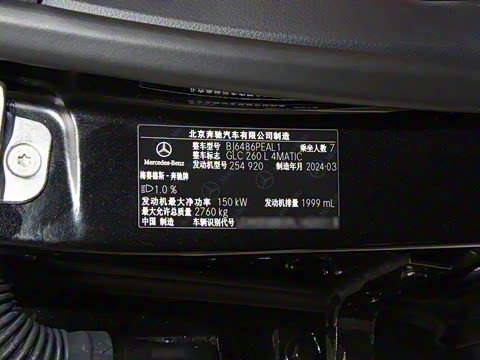 北京奔驰汽车有限公司制造
整车型号 BJ6486PEAL1 乘坐人数 7
整车标志 GLC 260 L 4MATIC
发动机型号 254 920 制造年月 2024-03
Mercedes-Benz
梅赛德斯-奔驰牌
1.0 %
发动机最大净功率 150 kW 发动机排量 1999 mL
最大允许总质量 2760 kg
中国 制造 车辆识别代号